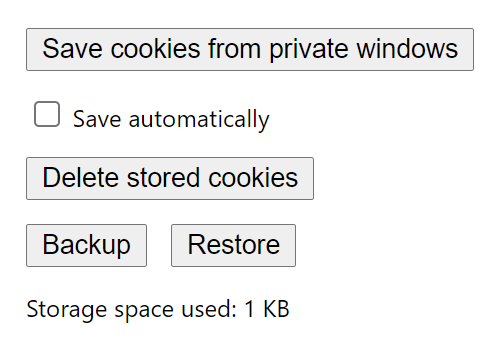 Save cookies from private windows
Save automatically
Delete stored cookies
Backup Restore
Storage space used: 1 KB